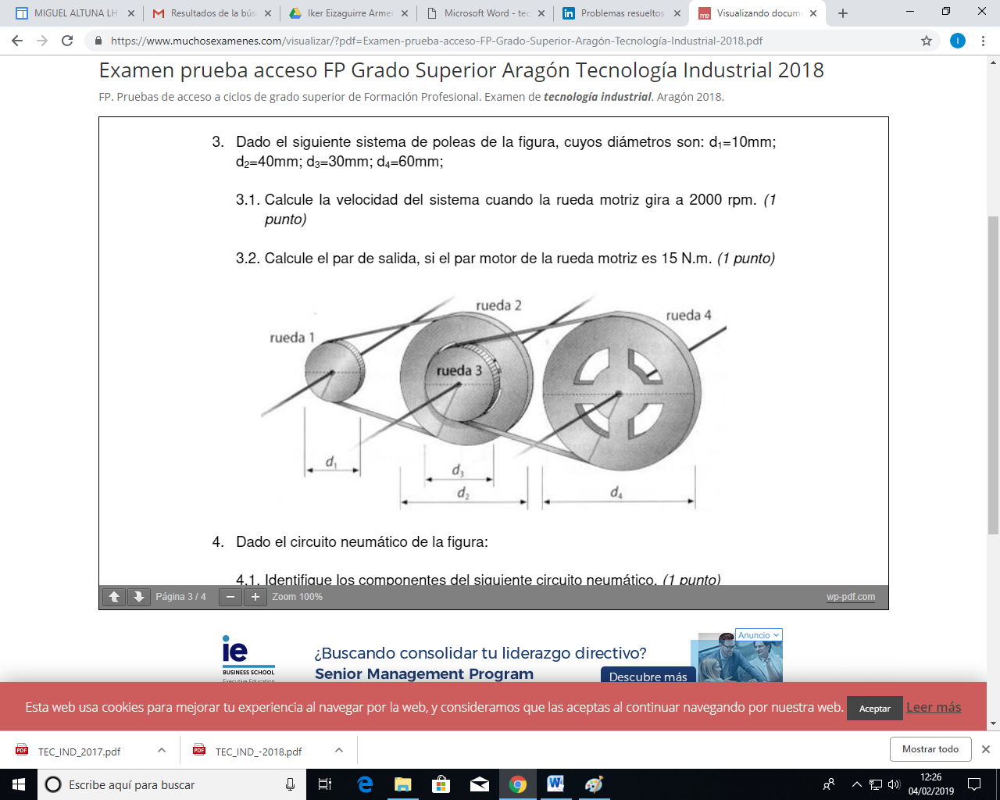 MIGUEL ALTUNA LH
Resultados de la bús
Iker Eizaguirre Armer
Microsoft Word - tec
Problemas resueltos
Visualizando docum
https://www.muchosexamenes.com/visualizar/?pdf=Examen-prueba-acceso-FP-Grado-Superior-Aragón-Tecnología-Industrial-2018.pdf
I
Examen prueba acceso FP Grado Superior Aragón Tecnología Industrial 2018
FP. Pruebas de acceso a ciclos de grado superior de Formación Profesional. Examen de tecnología industrial. Aragón 2018.
3. Dado el siguiente sistema de poleas de la figura, cuyos diámetros son: d₁=10mm;
d₂=40mm; d₃=30mm; d₄=60mm;
3.1. Calcule la velocidad del sistema cuando la rueda motriz gira a 2000 rpm. (1
punto)
3.2. Calcule el par de salida, si el par motor de la rueda motriz es 15 N.m. (1 punto)
rueda 1
rueda 2
rueda 3
rueda 4
d₁
d₃
d₂
d₄
4. Dado el circuito neumático de la figura:
4.1. Identifique los componentes del siguiente circuito neumático. (1 punto)
Página 3 / 4
Zoom 100%
wp-pdf.com
ie
BUSINESS SCHOOL
Executive Education
¿Buscando consolidar tu liderazgo directivo?
Senior Management Program
Descubre más
Anuncio
Esta web usa cookies para mejorar tu experiencia al navegar por la web, y consideramos que las aceptas al continuar navegando por nuestra web.
Aceptar
Leer más
TEC_IND_2017.pdf
TEC_IND_-2018.pdf
Mostrar todo
Escribe aquí para buscar
12:26
04/02/2019